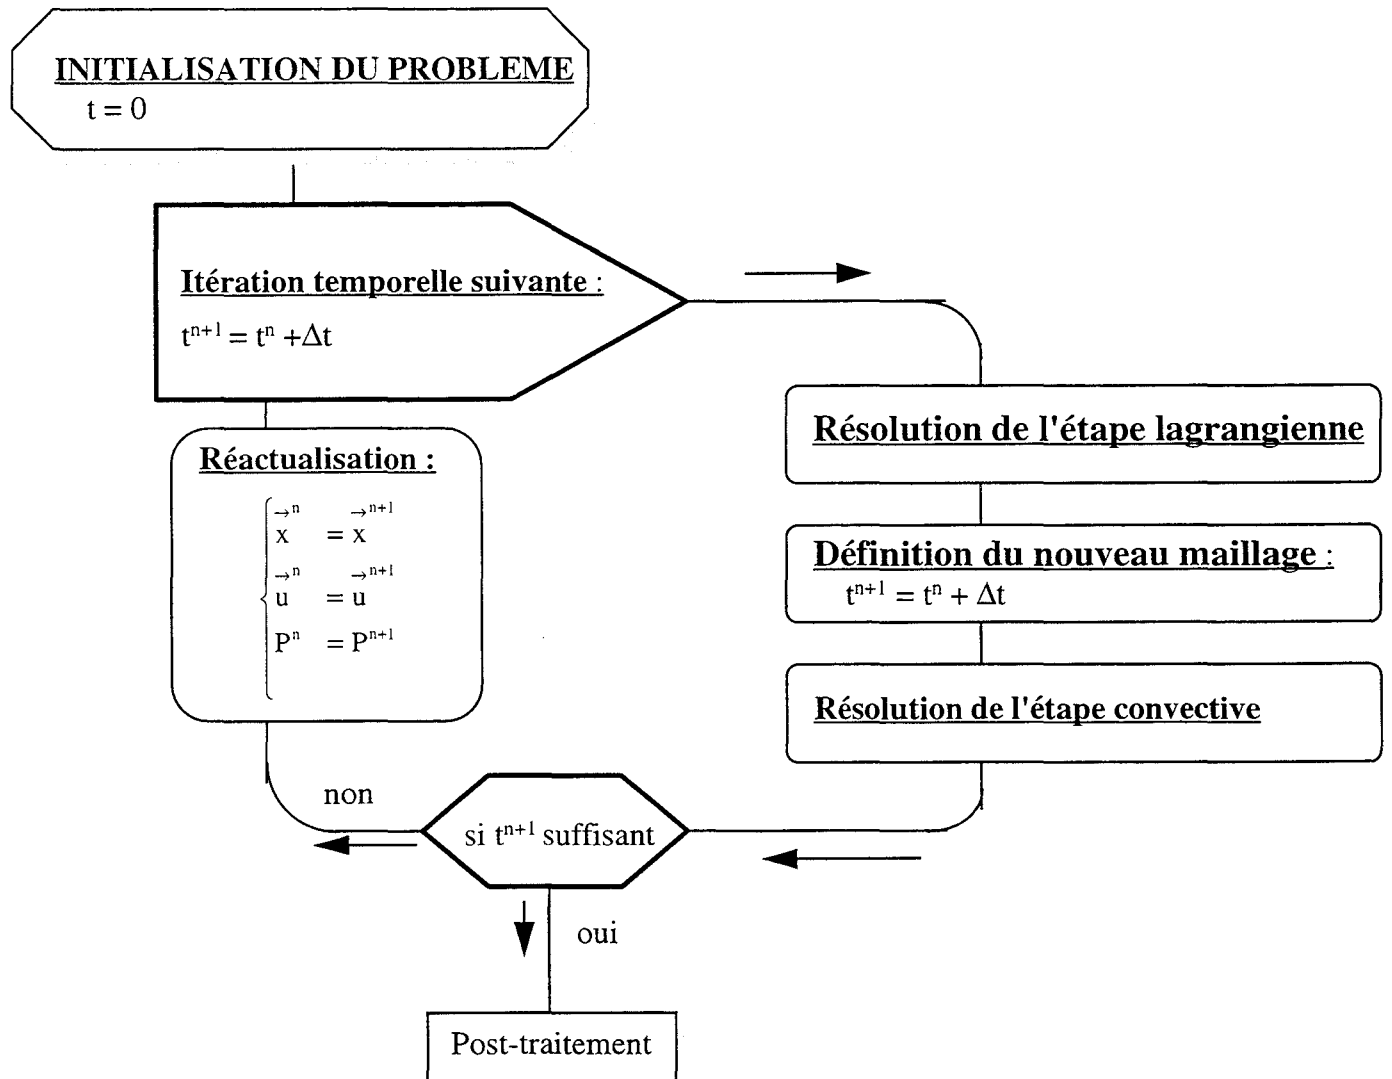 INITIALISATION DU PROBLEME
t = 0
Itération temporelle suivante :
tⁿ⁺¹ = tⁿ +Δt
Résolution de l'étape lagrangienne
Définition du nouveau maillage :
tⁿ⁺¹ = tⁿ + Δt
Résolution de l'étape convective
Réactualisation :
x⃗ⁿ = x⃗ⁿ⁺¹
u⃗ⁿ = u⃗ⁿ⁺¹
Pⁿ = Pⁿ⁺¹
non
si tⁿ⁺¹ suffisant
oui
Post-traitement